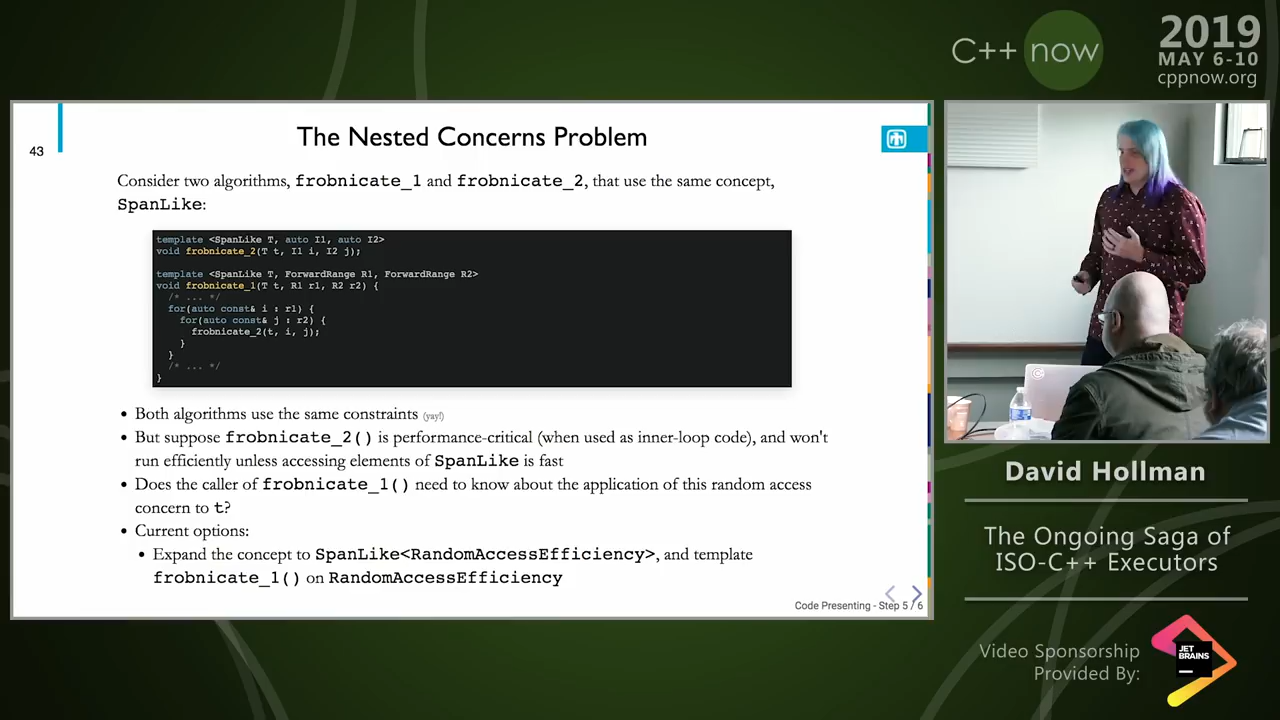 C++ now
2019
MAY 6-10
cppnow.org
43
The Nested Concerns Problem
Consider two algorithms, frobnicate_1 and frobnicate_2, that use the same concept,
SpanLike:
template <SpanLike T, auto I1, auto I2>
void frobnicate_2(T t, I1 i, I2 j);
template <SpanLike T, ForwardRange R1, ForwardRange R2>
void frobnicate_1(T t, R1 r1, R2 r2) {
/* ... */
for(auto const& i : r1) {
for(auto const& j : r2) {
frobnicate_2(t, i, j);
}
}
/* ... */
}
• Both algorithms use the same constraints (yay!)
• But suppose frobnicate_2() is performance-critical (when used as inner-loop code), and won't
run efficiently unless accessing elements of SpanLike is fast
• Does the caller of frobnicate_1() need to know about the application of this random access
concern to t?
• Current options:
• Expand the concept to SpanLike<RandomAccessEfficiency>, and template
frobnicate_1() on RandomAccessEfficiency
Code Presenting - Step 5 / 6
David Hollman
The Ongoing Saga of
ISO-C++ Executors
Video Sponsorship
Provided By:
JET
BRAINS